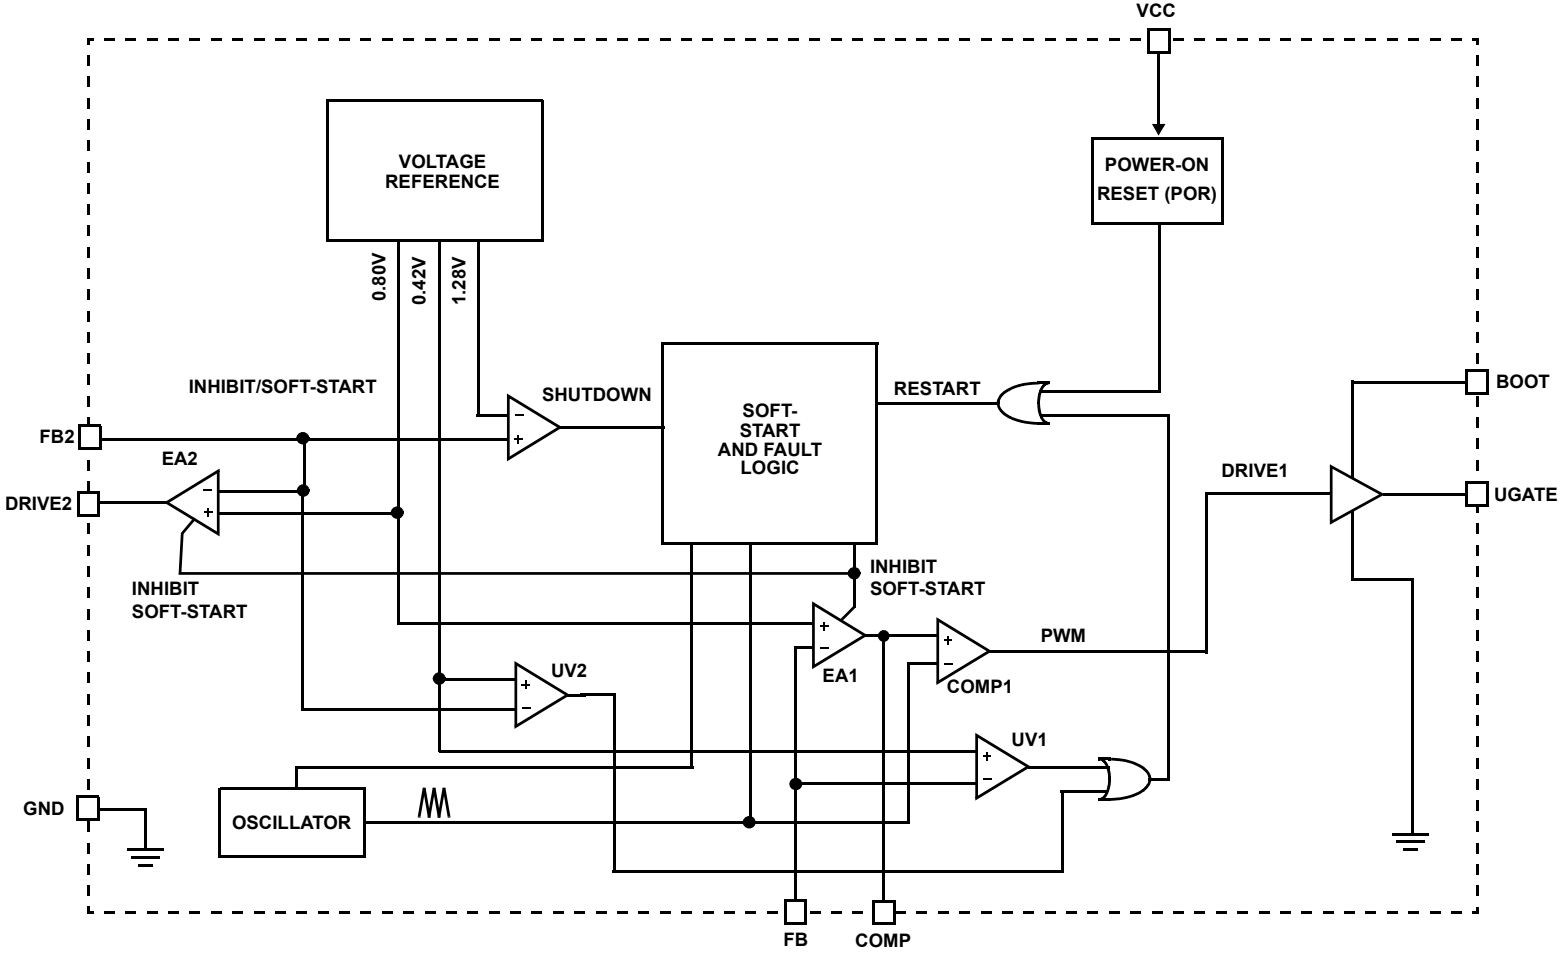 VCC
VOLTAGE
REFERENCE
POWER-ON
RESET (POR)
0.80V
0.42V
1.28V
INHIBIT/SOFT-START
SHUTDOWN
SOFT-
START
AND FAULT
LOGIC
RESTART
BOOT
FB2
EA2
DRIVE2
DRIVE1
UGATE
INHIBIT
SOFT-START
INHIBIT
SOFT-START
PWM
EA1
COMP1
UV2
UV1
GND
OSCILLATOR
FB
COMP